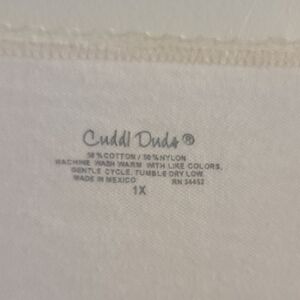 Cuddl Duds®
50% COTTON / 50% NYLON
MACHINE WASH WARM WITH LIKE COLORS,
GENTLE CYCLE. TUMBLE DRY LOW.
MADE IN MEXICO RN 34452
1X